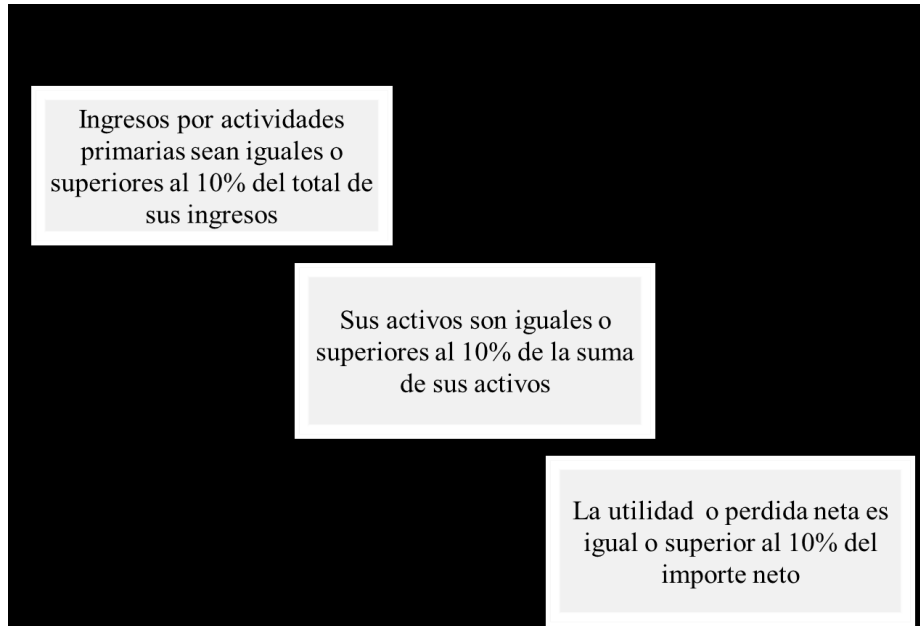 Ingresos por actividades
primarias sean iguales o
superiores al 10% del total de
sus ingresos
Sus activos son iguales o
superiores al 10% de la suma
de sus activos
La utilidad o perdida neta es
igual o superior al 10% del
importe neto